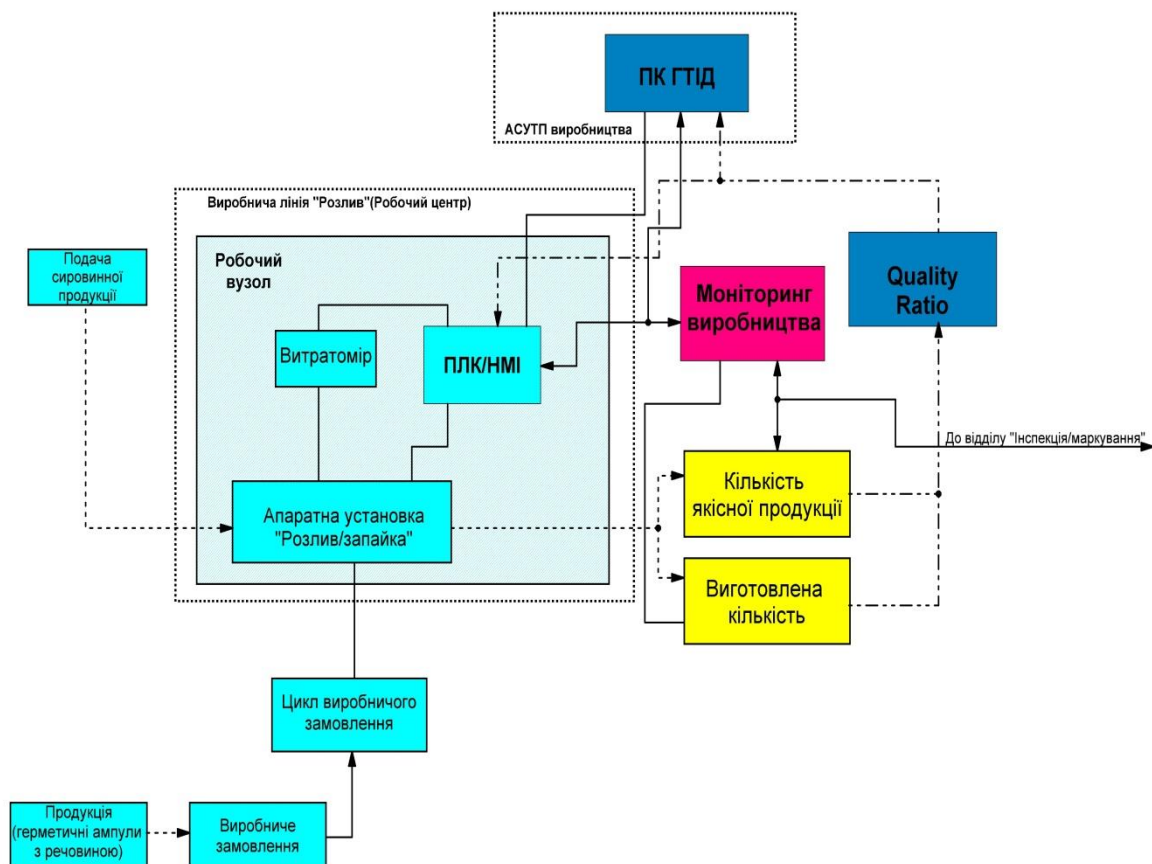 ПК ГТІД
АСУТП виробництва
Виробнича лінія "Розлив"(Робочий центр)
Подача
сировинної
продукції
Робочий
вузол
Витратомір
ПЛК/HMI
Моніторинг
виробництва
Quality
Ratio
До відділу "Інспекція/маркування"
Апаратна установка
"Розлив/запайка"
Кількість
якісної продукції
Виготовлена
кількість
Цикл виробничого
замовлення
Продукція
(герметичні ампули
з речовиною)
Виробниче
замовлення